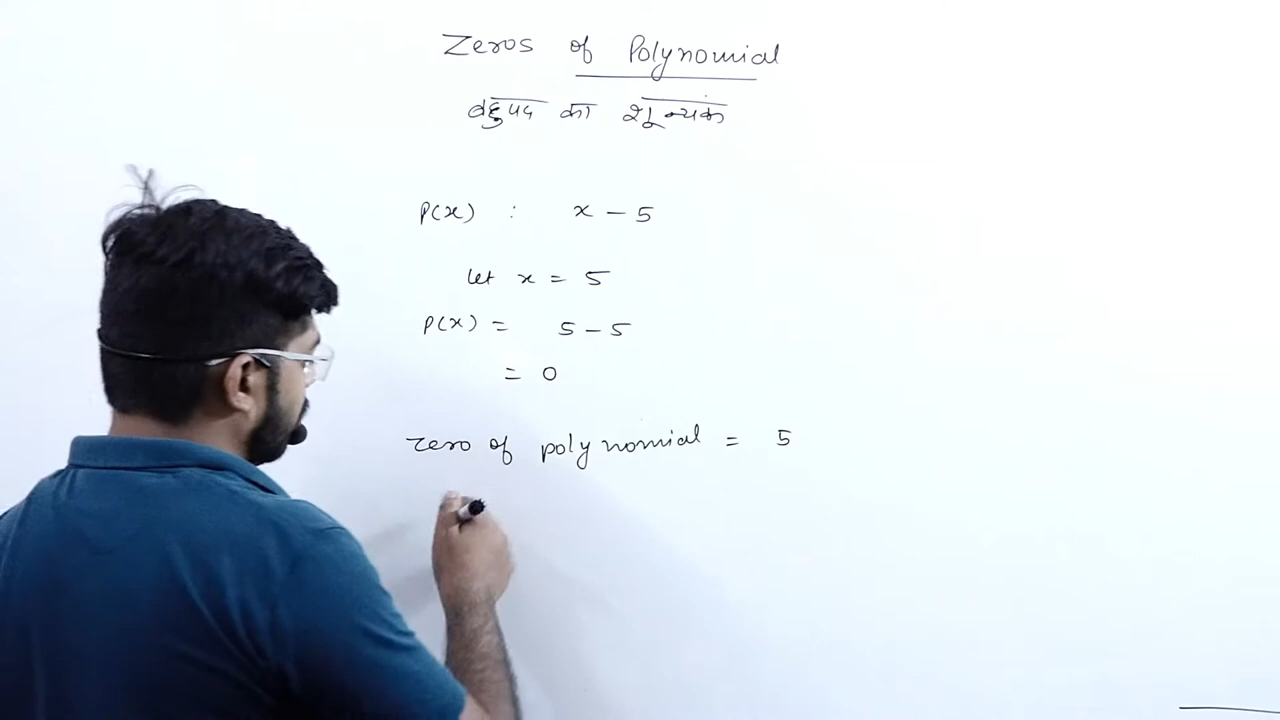 Zeros of Polynomial
बहुपद का शून्यक
P(x) : x - 5
let x = 5
P(x) = 5 - 5
= 0
zero of polynomial = 5